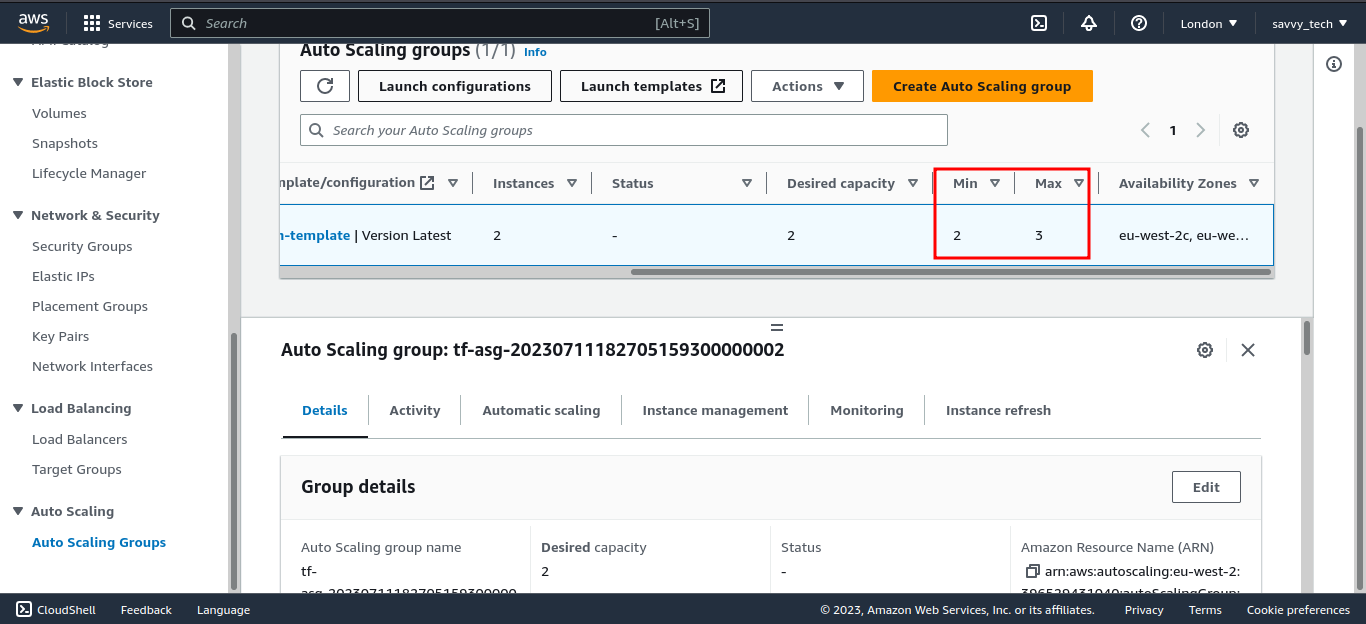 aws
Services
Search
[Alt+S]
London
savvy_tech
Elastic Block Store
Volumes
Snapshots
Lifecycle Manager
Network & Security
Security Groups
Elastic IPs
Placement Groups
Key Pairs
Network Interfaces
Load Balancing
Load Balancers
Target Groups
Auto Scaling
Auto Scaling Groups
Auto Scaling groups (1/1) Info
Launch configurations
Launch templates
Actions
Create Auto Scaling group
Search your Auto Scaling groups
1
mplate/configuration
Instances
Status
Desired capacity
Min
Max
Availability Zones
n-template | Version Latest
2
-
2
2
3
eu-west-2c, eu-we…
Auto Scaling group: tf-asg-20230711182705159300000002
Details
Activity
Automatic scaling
Instance management
Monitoring
Instance refresh
Group details
Edit
Auto Scaling group name
tf-
asg-20230711182705159300000
Desired capacity
2
Status
-
Amazon Resource Name (ARN)
arn:aws:autoscaling:eu-west-2:
CloudShell
Feedback
Language
© 2023, Amazon Web Services, Inc. or its affiliates.
Privacy
Terms
Cookie preferences